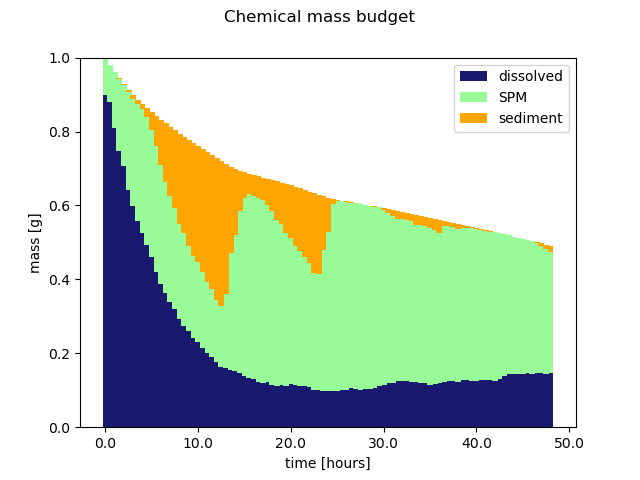 Chemical mass budget
dissolved
SPM
sediment
1.0
0.8
0.6
0.4
0.2
0.0
mass [g]
0.0 10.0 20.0 30.0 40.0 50.0
time [hours]